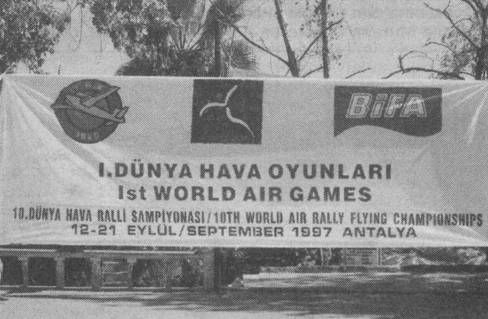 BiFA
I.DÜNYA HAVA OYUNLARI
Ist WORLD AIR GAMES
10.DÜNYA HAVA RALLİ ŞAMPİYONASI/10TH WORLD AIR RALLY FLYING CHAMPIONSHIPS
12-21 EYLÜL/SEPTEMBER 1997 ANTALYA